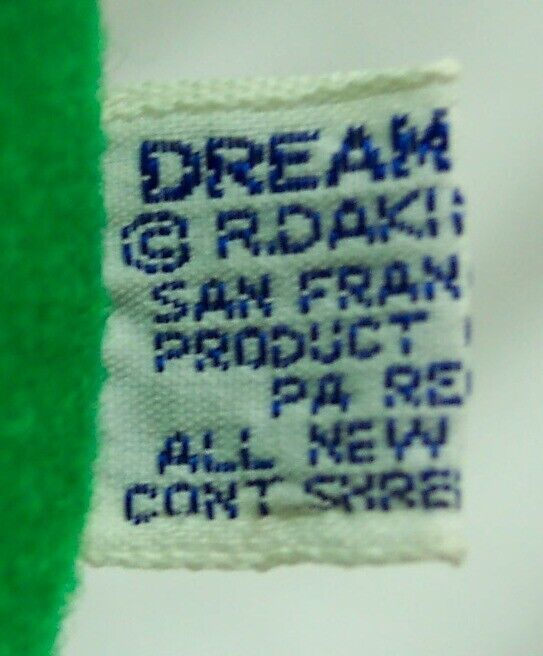 DREAM
© R.DAKI
SAN FRAN
PRODUCT
PA RE
ALL NEW
CONT SHRE